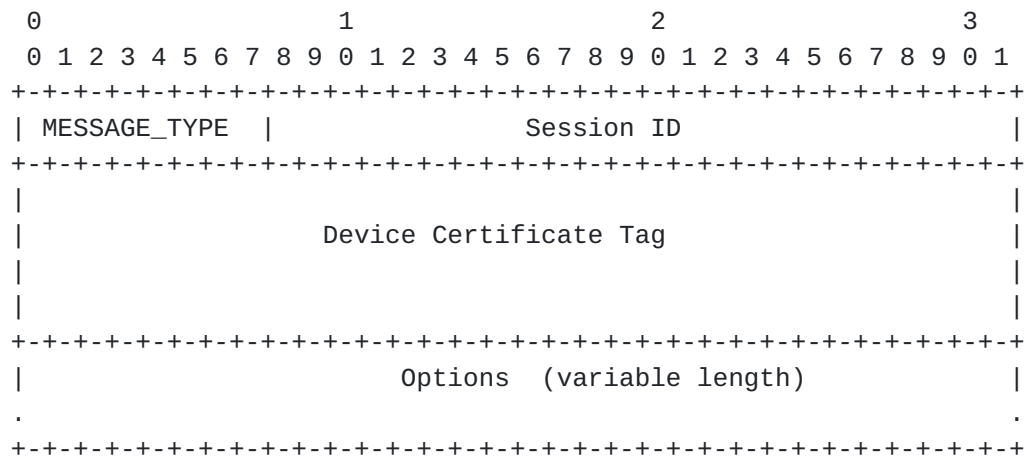 0                   1                   2                   3
 0 1 2 3 4 5 6 7 8 9 0 1 2 3 4 5 6 7 8 9 0 1 2 3 4 5 6 7 8 9 0 1
+-+-+-+-+-+-+-+-+-+-+-+-+-+-+-+-+-+-+-+-+-+-+-+-+-+-+-+-+-+-+-+-+
| MESSAGE_TYPE  |                Session ID                     |
+-+-+-+-+-+-+-+-+-+-+-+-+-+-+-+-+-+-+-+-+-+-+-+-+-+-+-+-+-+-+-+-+
|                                                               |
|                   Device Certificate Tag                      |
|                                                               |
|                                                               |
+-+-+-+-+-+-+-+-+-+-+-+-+-+-+-+-+-+-+-+-+-+-+-+-+-+-+-+-+-+-+-+-+
|                        Options  (variable length)             |
.                                                               .
+-+-+-+-+-+-+-+-+-+-+-+-+-+-+-+-+-+-+-+-+-+-+-+-+-+-+-+-+-+-+-+-+